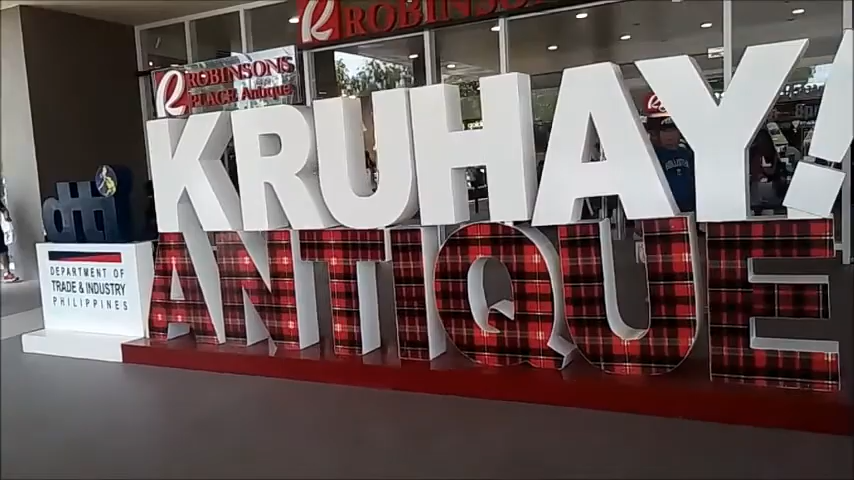 ROBINSONS
ROBINSONS
PLACE Antique
KRUHAY!
ANTIQUE
dti
DEPARTMENT OF
TRADE & INDUSTRY
PHILIPPINES